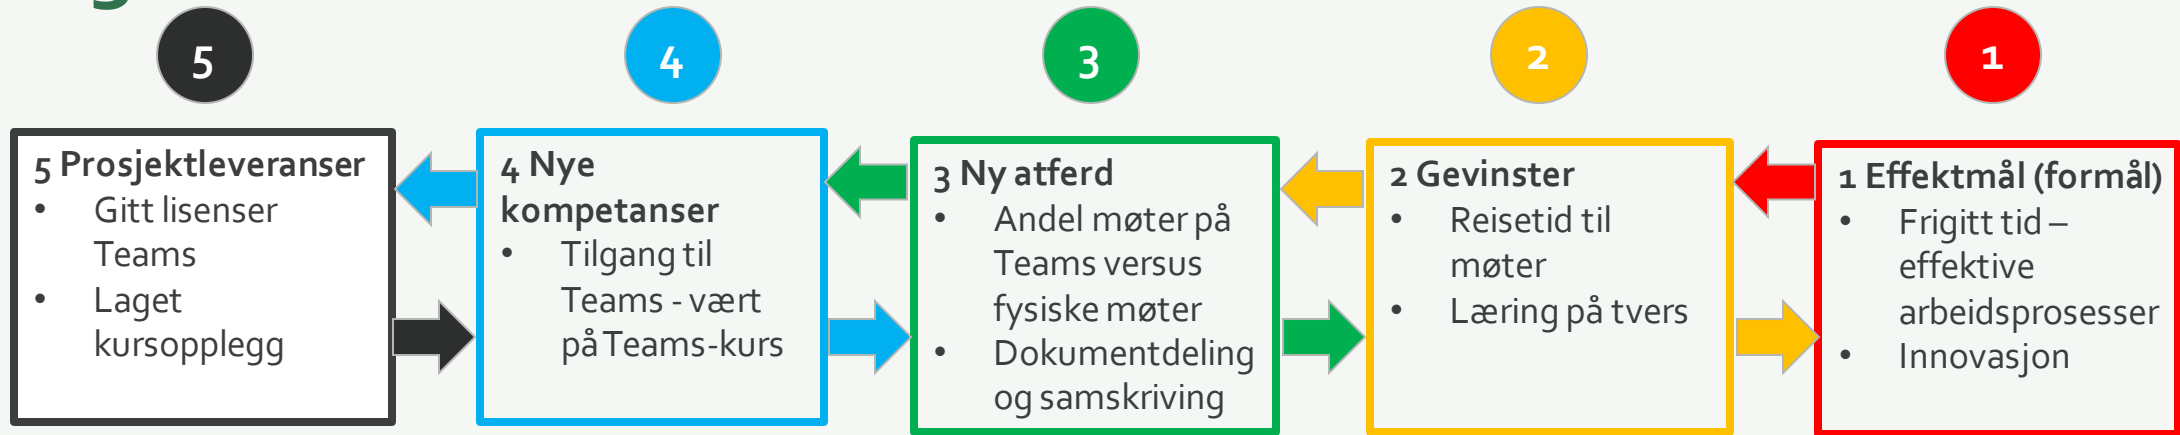 5
4
3
2
1
5 Prosjektleveranser
• Gitt lisenser
Teams
• Laget
kursopplegg
4 Nye
kompetanser
• Tilgang til
Teams - vært
på Teams-kurs
3 Ny atferd
• Andel møter på
Teams versus
fysiske møter
• Dokumentdeling
og samskriving
2 Gevinster
• Reisetid til
møter
• Læring på tvers
1 Effektmål (formål)
• Frigitt tid –
effektive
arbeidsprosesser
• Innovasjon